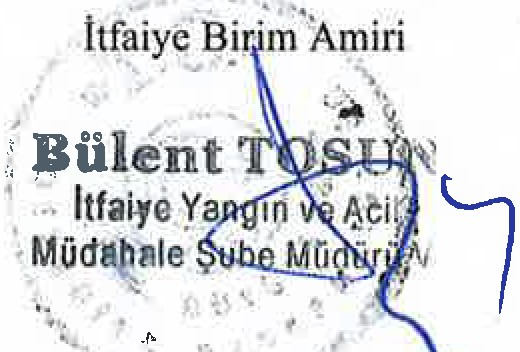 İtfaiye Birim Amiri
Bülent TOSUN
İtfaiye Yangın ve Acil
Müdahale Şube Müdürü V